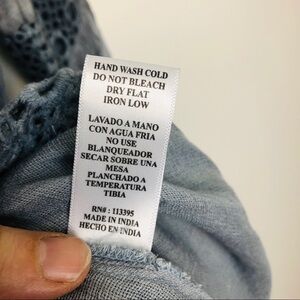 HAND WASH COLD
DO NOT BLEACH
DRY FLAT
IRON LOW
LAVADO A MANO
CON AGUA FRIA
NO USE
BLANQUEADOR
SECAR SOBRE UNA
MESA
PLANCHADO A
TEMPERATURA
TIBIA
RN# : 113395
MADE IN INDIA
HECHO EN INDIA